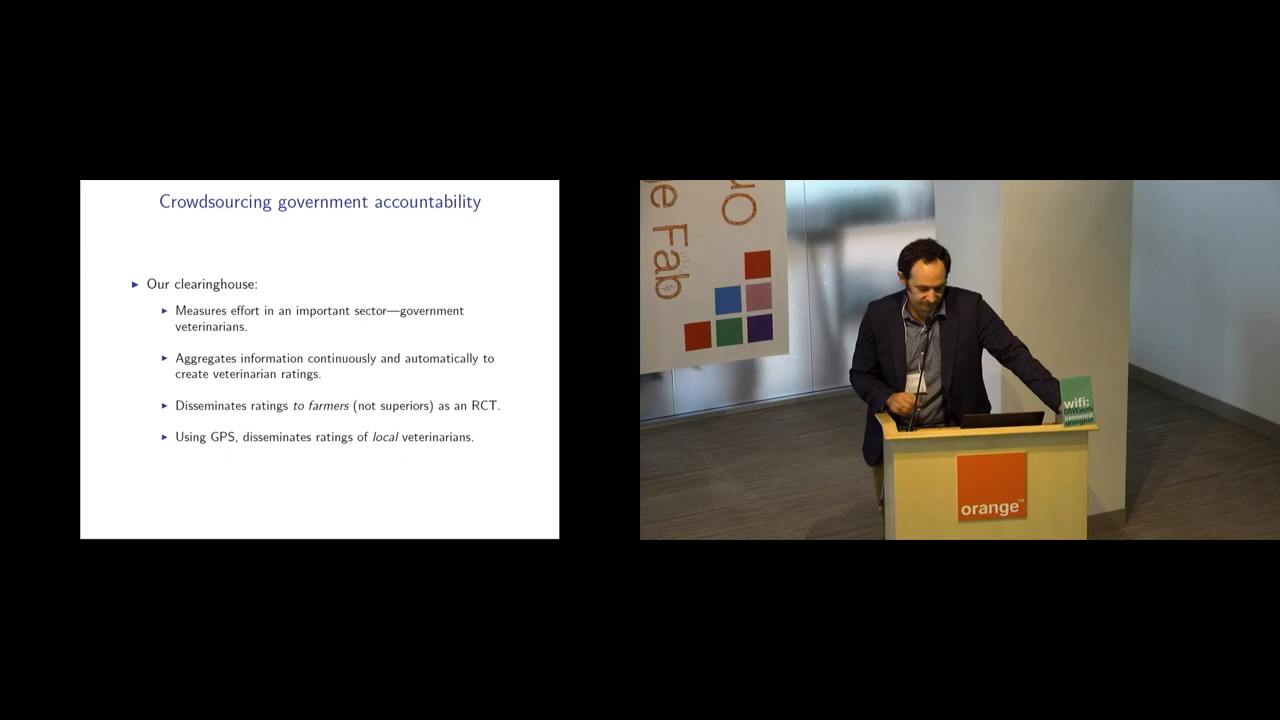 Crowdsourcing government accountability
▶ Our clearinghouse:
▶ Measures effort in an important sector—government
veterinarians.
▶ Aggregates information continuously and automatically to
create veterinarian ratings.
▶ Disseminates ratings to farmers (not superiors) as an RCT.
▶ Using GPS, disseminates ratings of local veterinarians.
Fab
wifi:
password
orange™